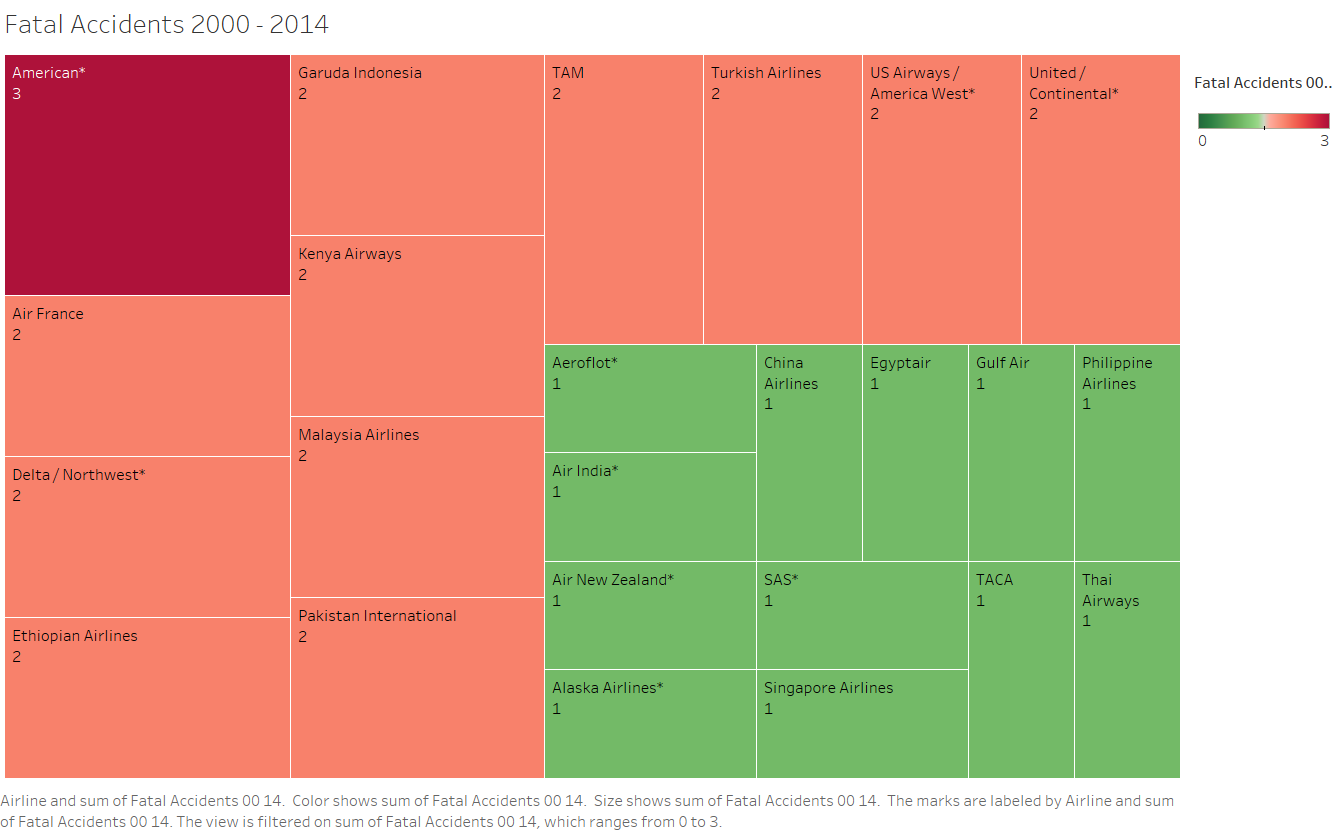 Fatal Accidents 2000 - 2014
American*
3
Air France
2
Delta / Northwest*
2
Ethiopian Airlines
2
Garuda Indonesia
2
Kenya Airways
2
Malaysia Airlines
2
Pakistan International
2
TAM
2
Turkish Airlines
2
US Airways /
America West*
2
United /
Continental*
2
Aeroflot*
1
Air India*
1
Air New Zealand*
1
Alaska Airlines*
1
China
Airlines
1
Egyptair
1
Gulf Air
1
Philippine
Airlines
1
SAS*
1
Singapore Airlines
1
TACA
1
Thai
Airways
1
Fatal Accidents 00..
0 3
Airline and sum of Fatal Accidents 00 14.  Color shows sum of Fatal Accidents 00 14.  Size shows sum of Fatal Accidents 00 14.  The marks are labeled by Airline and sum
of Fatal Accidents 00 14. The view is filtered on sum of Fatal Accidents 00 14, which ranges from 0 to 3.